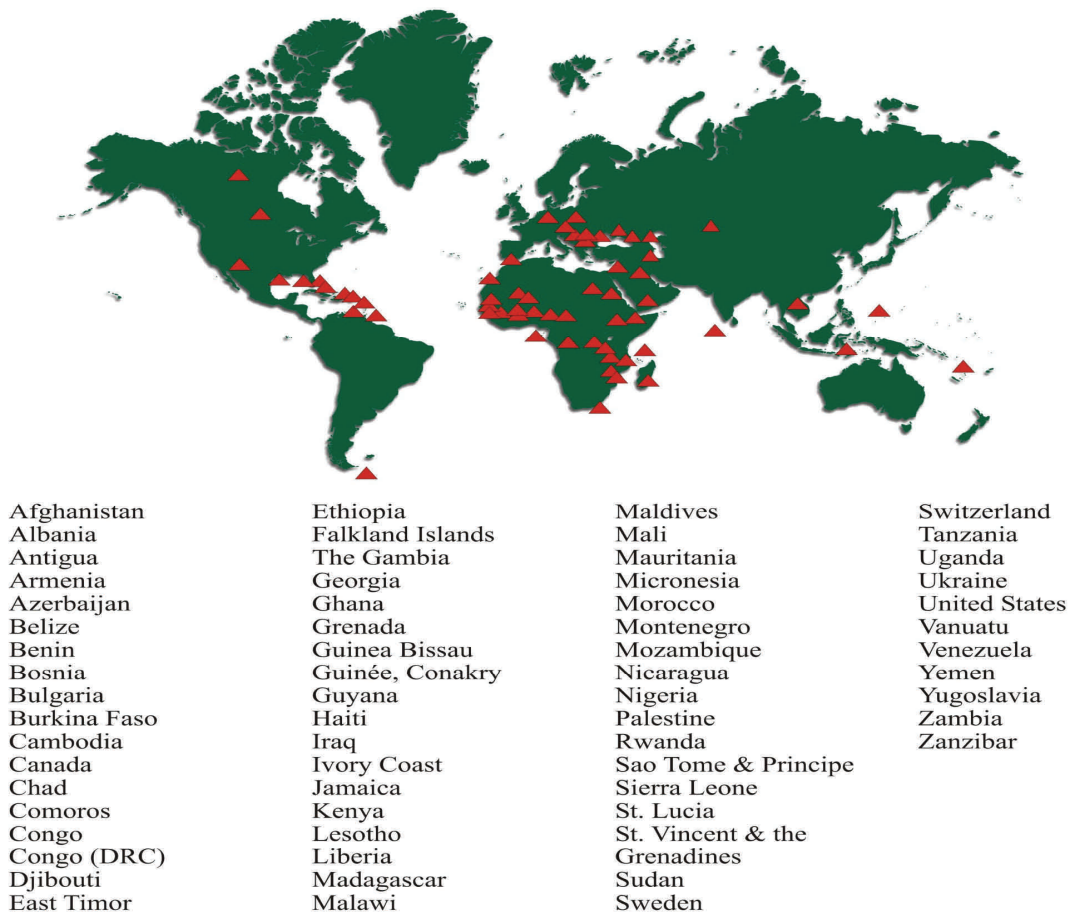 Afghanistan
Albania
Antigua
Armenia
Azerbaijan
Belize
Benin
Bosnia
Bulgaria
Burkina Faso
Cambodia
Canada
Chad
Comoros
Congo
Congo (DRC)
Djibouti
East Timor
Ethiopia
Falkland Islands
The Gambia
Georgia
Ghana
Grenada
Guinea Bissau
Guinée, Conakry
Guyana
Haiti
Iraq
Ivory Coast
Jamaica
Kenya
Lesotho
Liberia
Madagascar
Malawi
Maldives
Mali
Mauritania
Micronesia
Morocco
Montenegro
Mozambique
Nicaragua
Nigeria
Palestine
Rwanda
Sao Tome & Principe
Sierra Leone
St. Lucia
St. Vincent & the
Grenadines
Sudan
Sweden
Switzerland
Tanzania
Uganda
Ukraine
United States
Vanuatu
Venezuela
Yemen
Yugoslavia
Zambia
Zanzibar